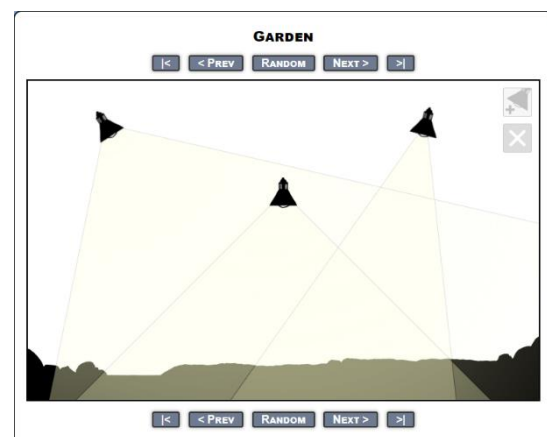 GARDEN
|< < PREV RANDOM NEXT > >|
|< < PREV RANDOM NEXT > >|